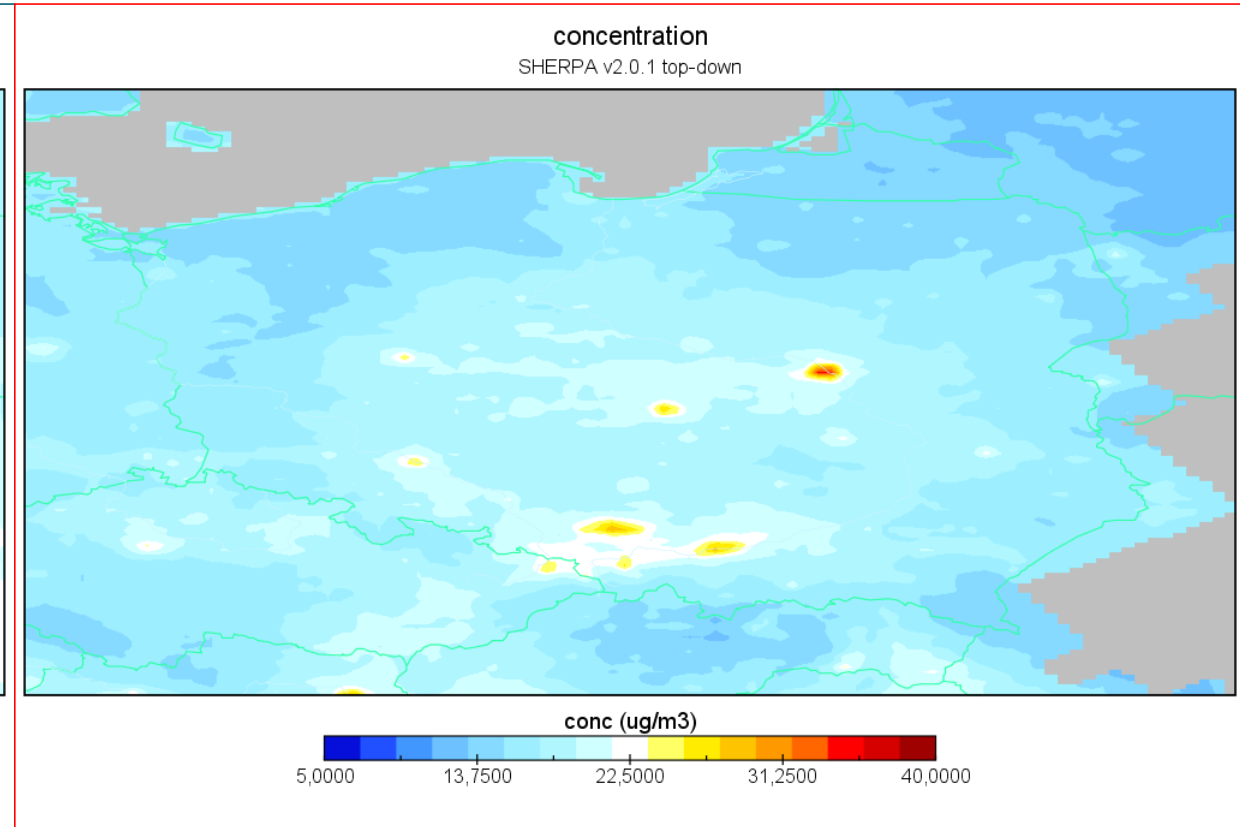 concentration
SHERPA v2.0.1 top-down
conc (ug/m3)
5,0000 13,7500 22,5000 31,2500 40,0000